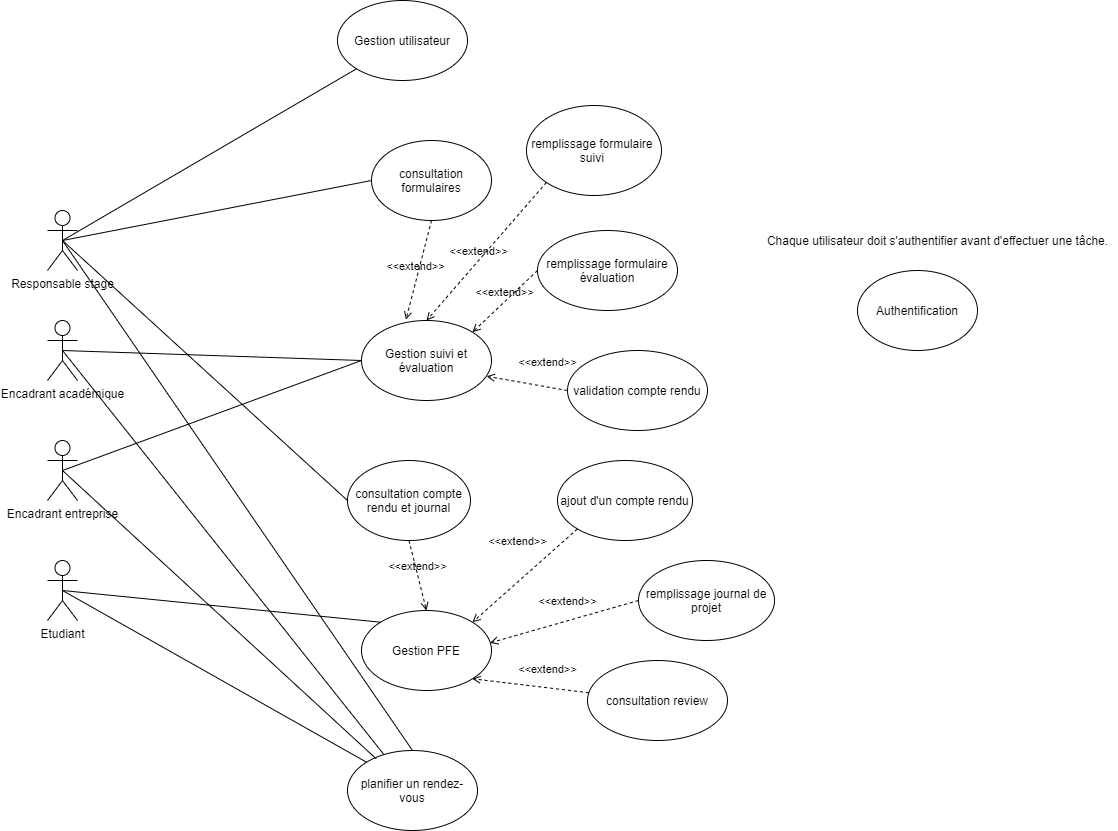 Gestion utilisateur
remplissage formulaire
suivi
consultation
formulaires
<<extend>>
<<extend>>
remplissage formulaire
évaluation
<<extend>>
Chaque utilisateur doit s'authentifier avant d'effectuer une tâche.
Authentification
Responsable stage
Gestion suivi et
évaluation
<<extend>>
validation compte rendu
Encadrant académique
Encadrant entreprise
consultation compte
rendu et journal
ajout d'un compte rendu
<<extend>>
<<extend>>
remplissage journal de
projet
<<extend>>
Etudiant
Gestion PFE
<<extend>>
consultation review
planifier un rendez-
vous